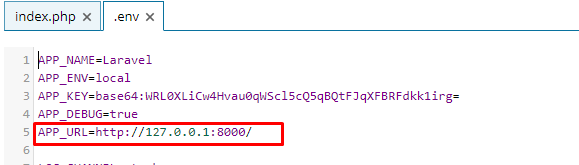 index.php
.env
1 APP_NAME=Laravel
2 APP_ENV=local
3 APP_KEY=base64:WRL0XLiCw4Hvau0qWScl5cQ5qBQtFJqXFBRFdkk1irg=
4 APP_DEBUG=true
5 APP_URL=http://127.0.0.1:8000/
6